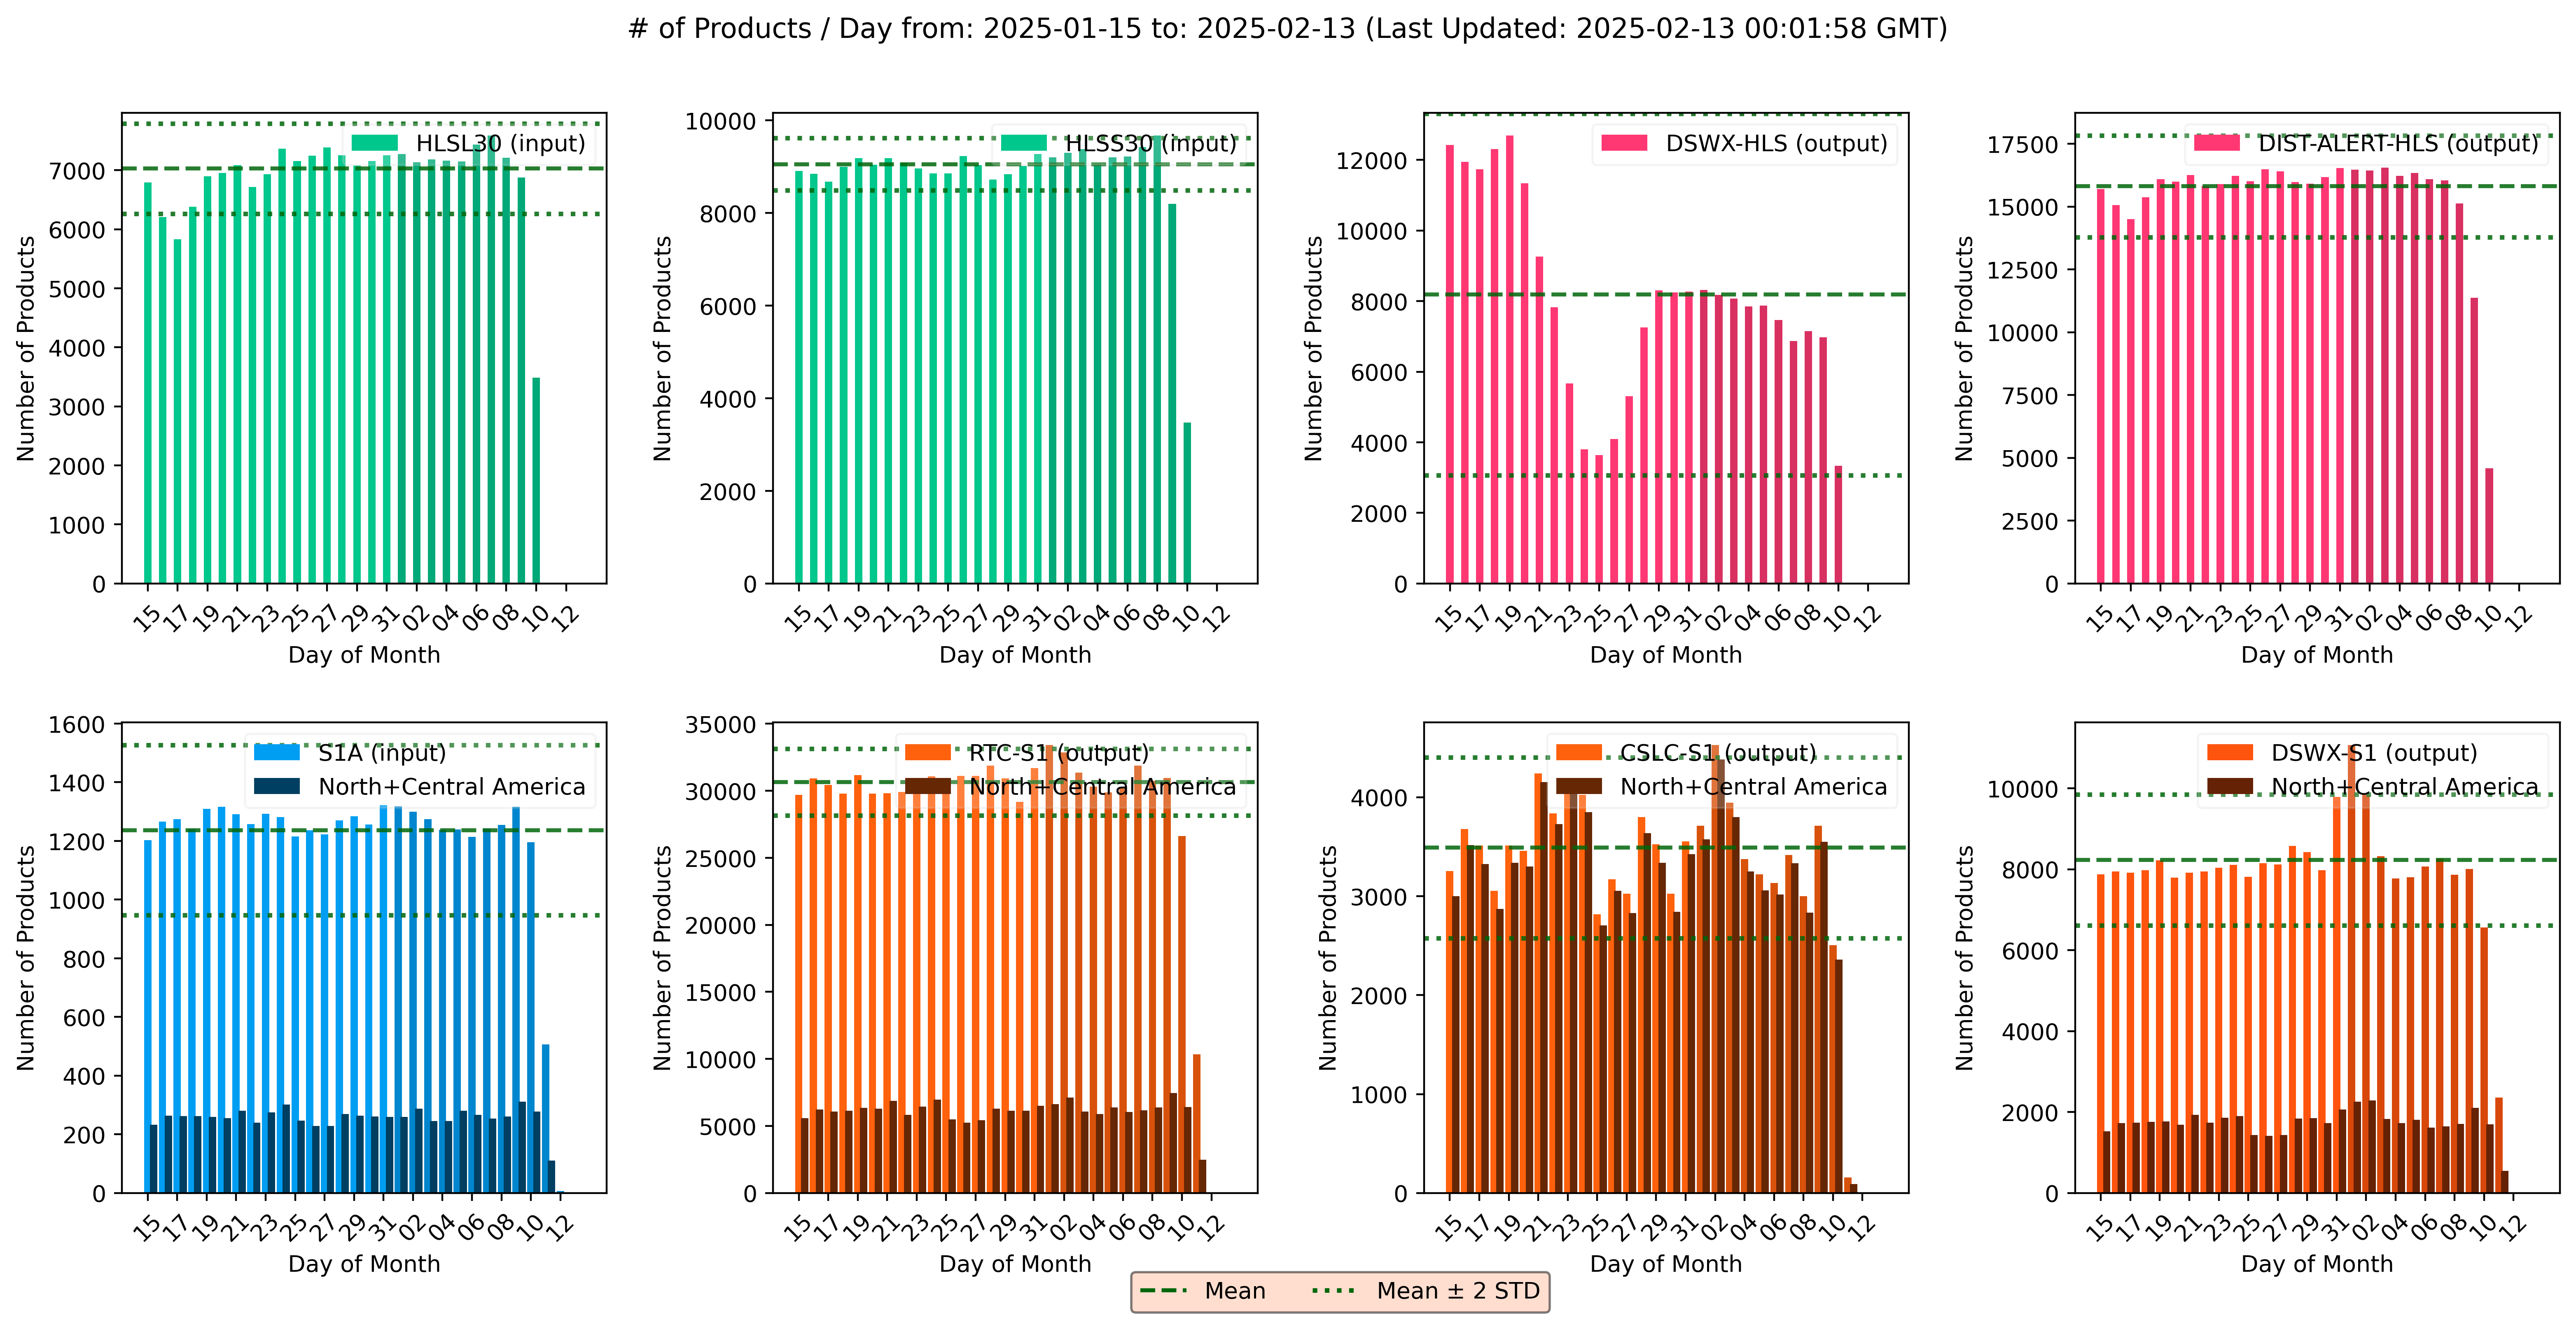 # of Products / Day from: 2025-01-15 to: 2025-02-13 (Last Updated: 2025-02-13 00:01:58 GMT)
HLSL30 (input)
Number of Products
7000
6000
5000
4000
3000
2000
1000
0
15 17 19 21 23 25 27 29 31 02 04 06 08 10 12
Day of Month
HLSS30 (input)
Number of Products
10000
8000
6000
4000
2000
0
15 17 19 21 23 25 27 29 31 02 04 06 08 10 12
Day of Month
DSWX-HLS (output)
Number of Products
12000
10000
8000
6000
4000
2000
0
15 17 19 21 23 25 27 29 31 02 04 06 08 10 12
Day of Month
DIST-ALERT-HLS (output)
Number of Products
17500
15000
12500
10000
7500
5000
2500
0
15 17 19 21 23 25 27 29 31 02 04 06 08 10 12
Day of Month
S1A (input)
North+Central America
Number of Products
1600
1400
1200
1000
800
600
400
200
0
15 17 19 21 23 25 27 29 31 02 04 06 08 10 12
Day of Month
RTC-S1 (output)
North+Central America
Number of Products
35000
30000
25000
20000
15000
10000
5000
0
15 17 19 21 23 25 27 29 31 02 04 06 08 10 12
Day of Month
CSLC-S1 (output)
North+Central America
Number of Products
4000
3000
2000
1000
0
15 17 19 21 23 25 27 29 31 02 04 06 08 10 12
Day of Month
DSWX-S1 (output)
North+Central America
Number of Products
10000
8000
6000
4000
2000
0
15 17 19 21 23 25 27 29 31 02 04 06 08 10 12
Day of Month
Mean
Mean ± 2 STD